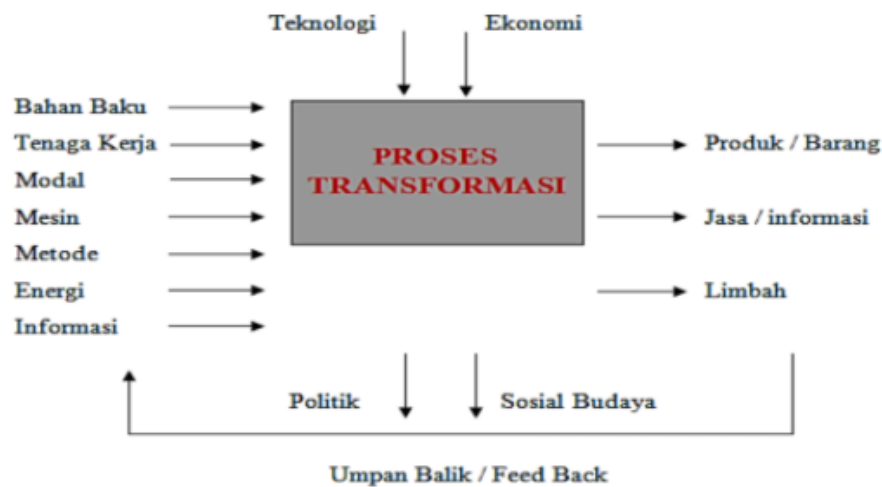 Teknologi
Ekonomi
Bahan Baku
Tenaga Kerja
Modal
Mesin
Metode
Energi
Informasi
PROSES
TRANSFORMASI
Produk / Barang
Jasa / informasi
Limbah
Politik
Sosial Budaya
Umpan Balik / Feed Back